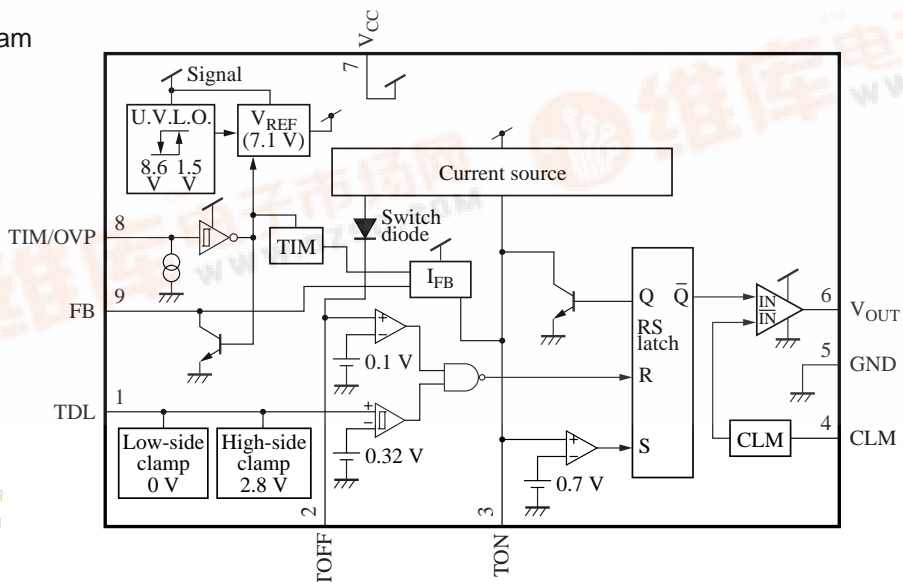 am
VCC
7
Signal
U.V.L.O.
8.6 1.5
V V
VREF
(7.1 V)
Current source
TIM/OVP
8
Switch
diode
TIM
IFB
FB
9
Q Q̄
RS
latch
R
S
IN
I̅N̅
6
VOUT
5
GND
4
CLM
CLM
+
−
0.1 V
TDL
1
+
−
0.32 V
+
−
0.7 V
Low-side
clamp
0 V
High-side
clamp
2.8 V
2
TOFF
3
TON